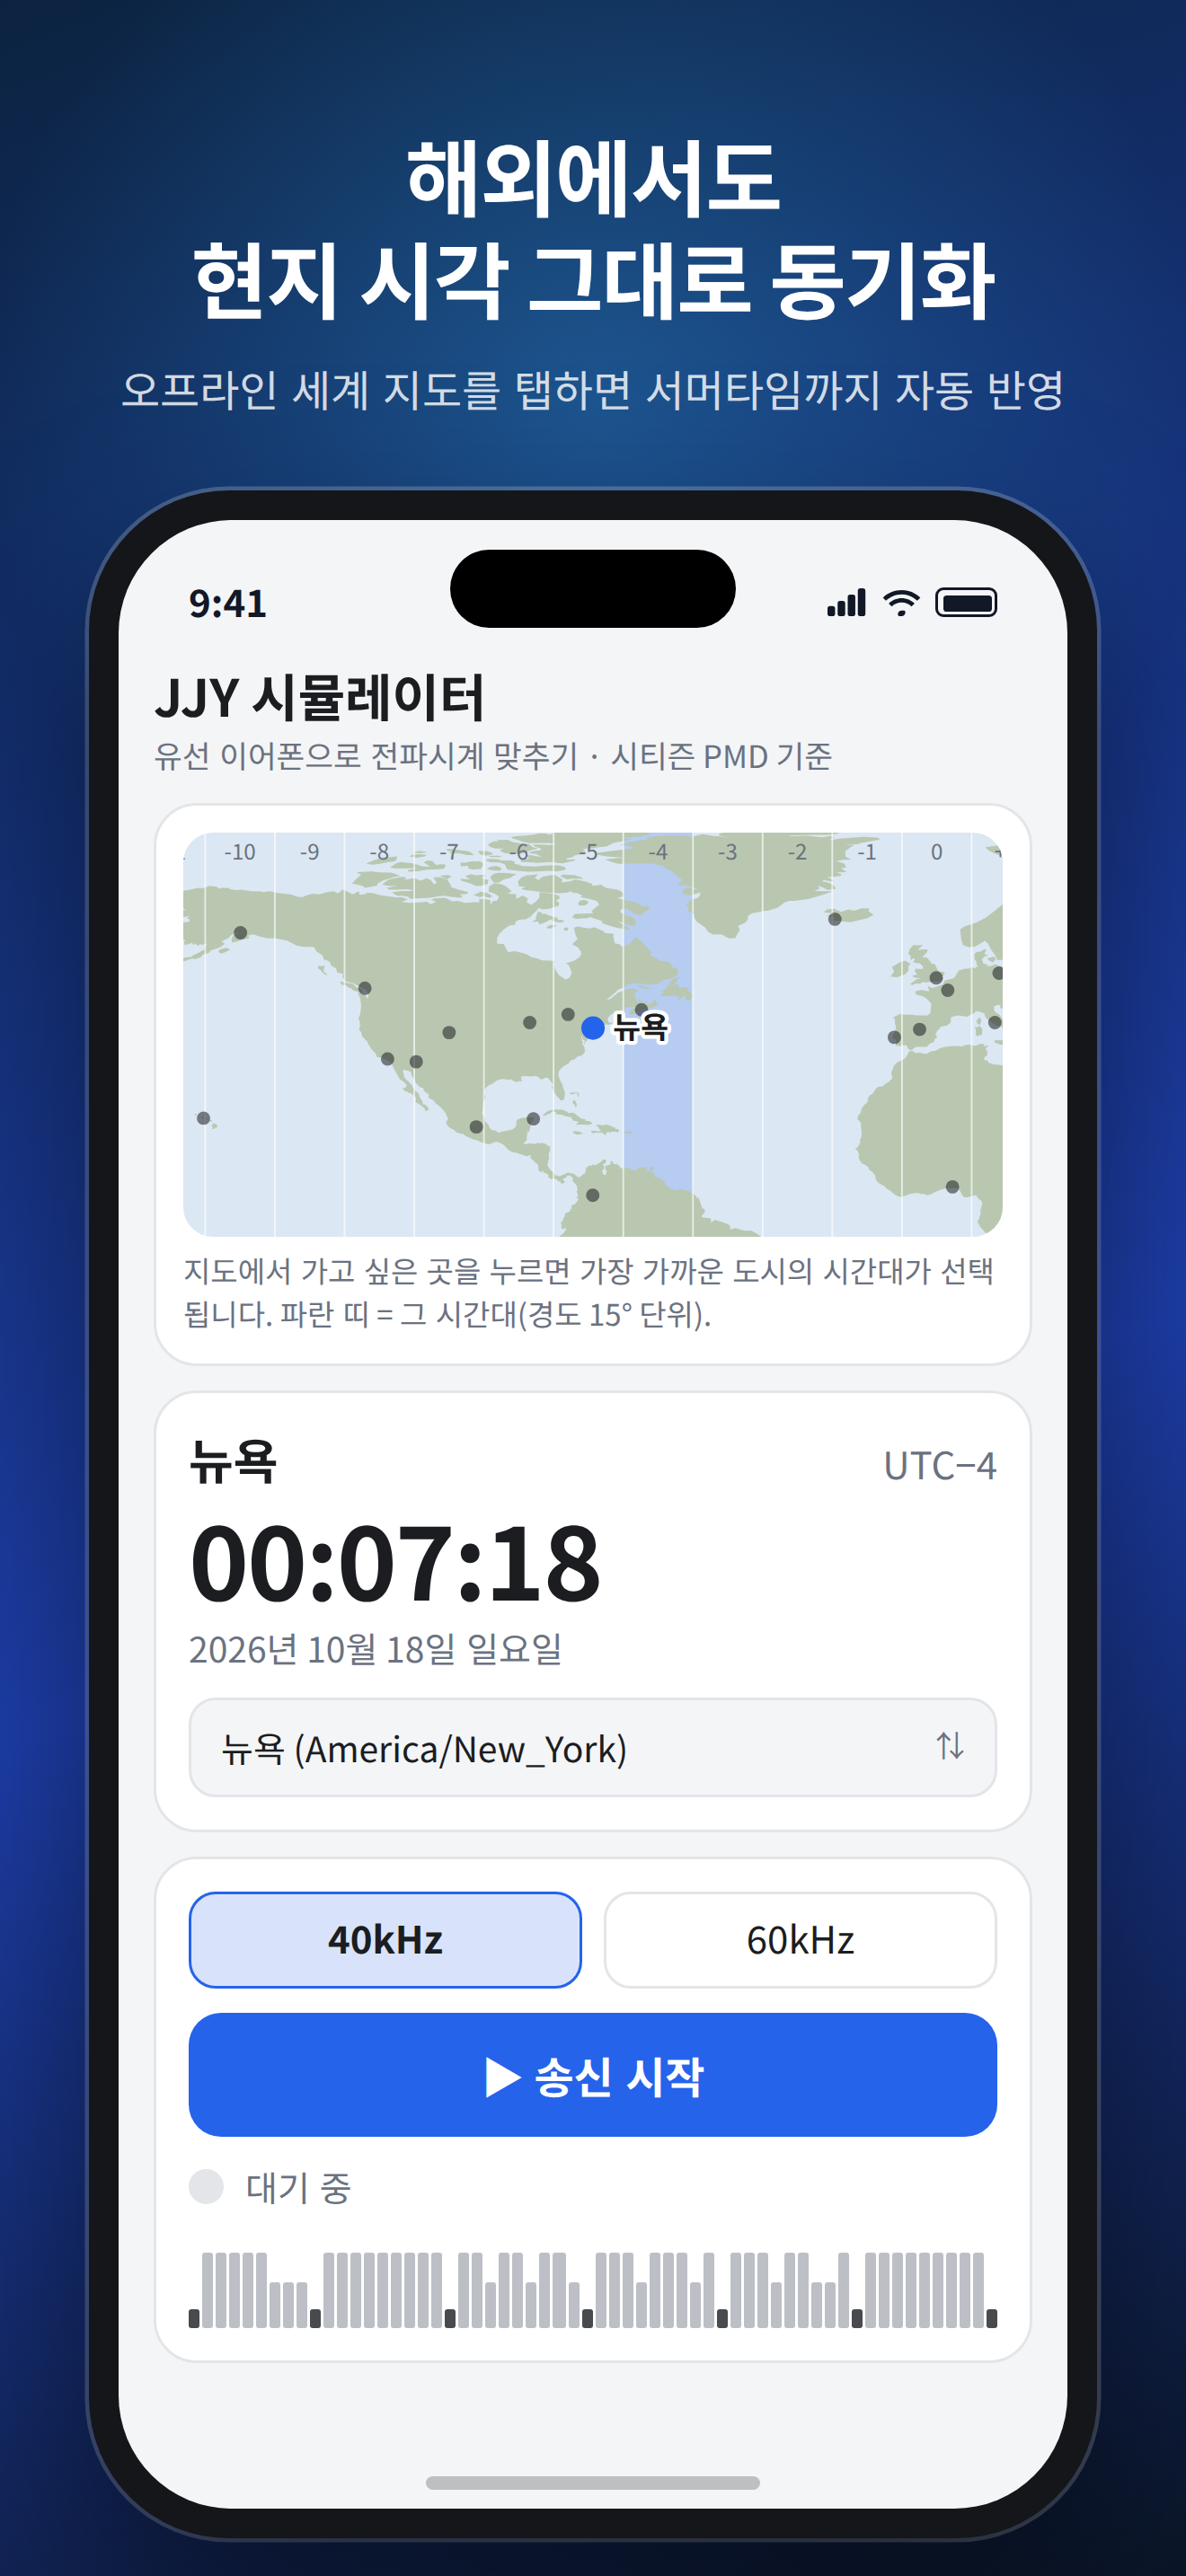 해외에서도
현지 시각 그대로 동기화
오프라인 세계 지도를 탭하면 서머타임까지 자동 반영
9:41
JJY 시뮬레이터
유선 이어폰으로 전파시계 맞추기 · 시티즌 PMD 기준
-10 -9 -8 -7 -6 -5 -4 -3 -2 -1 0
뉴욕
지도에서 가고 싶은 곳을 누르면 가장 가까운 도시의 시간대가 선택
됩니다. 파란 띠 = 그 시간대(경도 15° 단위).
뉴욕 UTC−4
00:07:18
2026년 10월 18일 일요일
뉴욕 (America/New_York)
40kHz 60kHz
▶ 송신 시작
대기 중